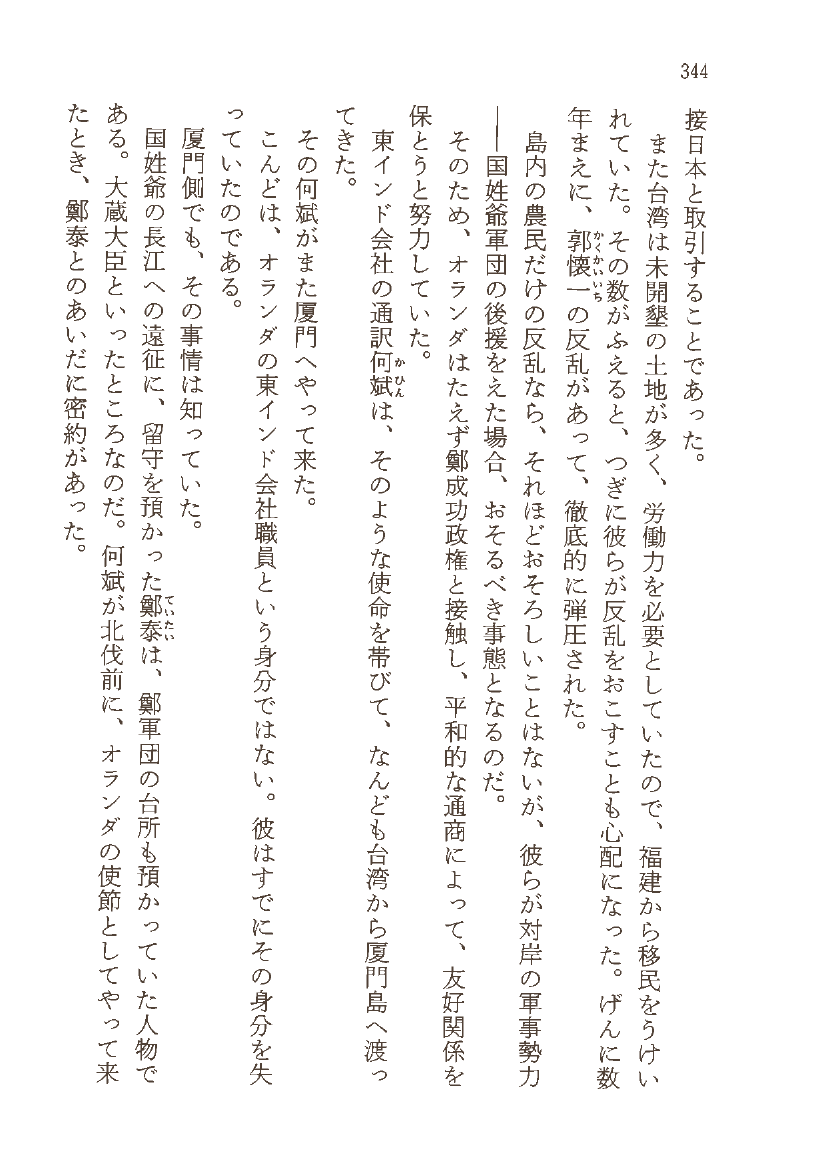 344
接日本と取引することであった。
また台湾は未開墾の土地が多く、労働力を必要としていたので、福建から移民をうけい
れていた。その数がふえると、つぎに彼らが反乱をおこすことも心配になった。げんに数
年まえに、郭懐一の反乱があって、徹底的に弾圧された。
かくかいいち
島内の農民だけの反乱なら、それほどおそろしいことはないが、彼らが対岸の軍事勢力
――国姓爺軍団の後援をえた場合、おそるべき事態となるのだ。
そのため、オランダはたえず鄭成功政権と接触し、平和的な通商によって、友好関係を
保とうと努力していた。
東インド会社の通訳何斌は、そのような使命を帯びて、なんども台湾から厦門島へ渡っ
かひん
てきた。
その何斌がまた厦門へやって来た。
こんどは、オランダの東インド会社職員という身分ではない。彼はすでにその身分を失
っていたのである。
厦門側でも、その事情は知っていた。
国姓爺の長江への遠征に、留守を預かった鄭泰は、鄭軍団の台所も預かっていた人物で
ていたい
ある。大蔵大臣といったところなのだ。何斌が北伐前に、オランダの使節としてやって来
たとき、鄭泰とのあいだに密約があった。